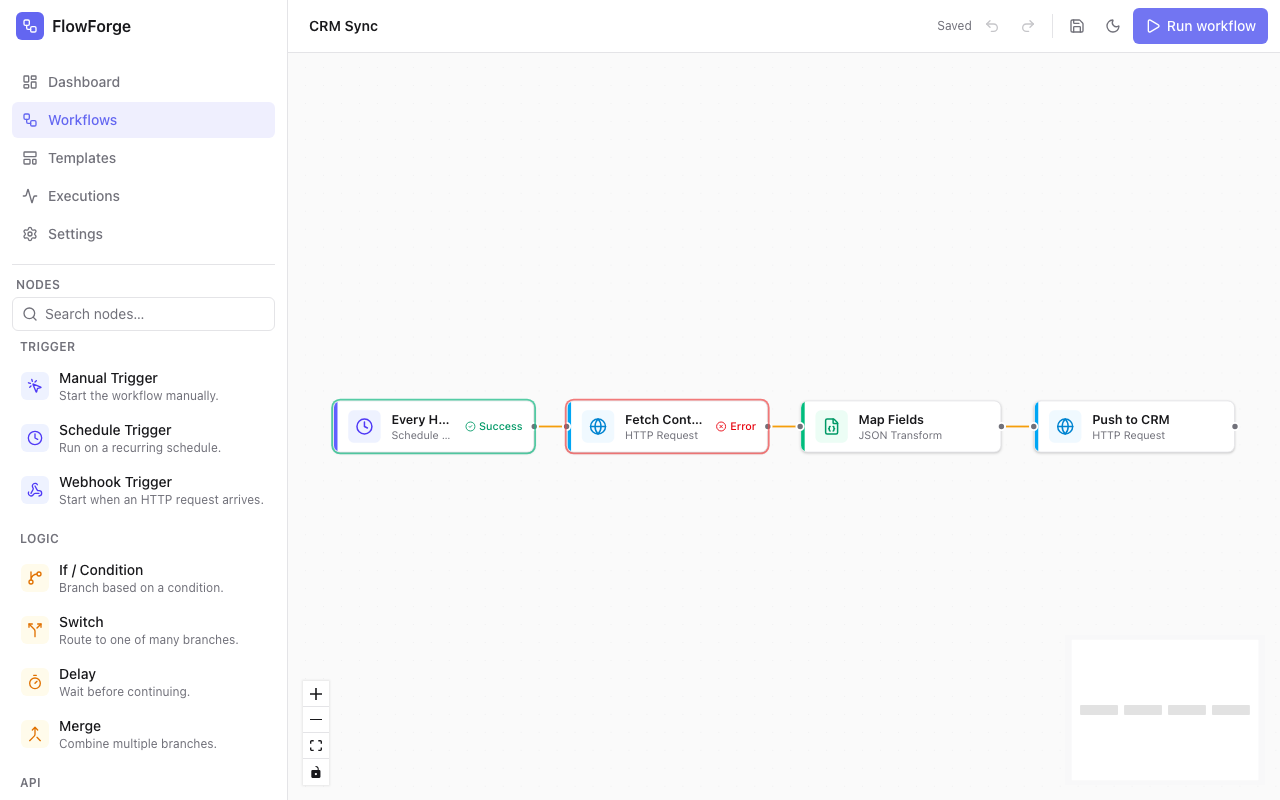 FlowForge
Dashboard
Workflows
Templates
Executions
Settings
NODES
Search nodes...
TRIGGER
Manual Trigger
Start the workflow manually.
Schedule Trigger
Run on a recurring schedule.
Webhook Trigger
Start when an HTTP request arrives.
LOGIC
If / Condition
Branch based on a condition.
Switch
Route to one of many branches.
Delay
Wait before continuing.
Merge
Combine multiple branches.
API
CRM Sync
Saved
Run workflow
Every H...
Schedule ...
Success
Fetch Cont...
HTTP Request
Error
Map Fields
JSON Transform
Push to CRM
HTTP Request